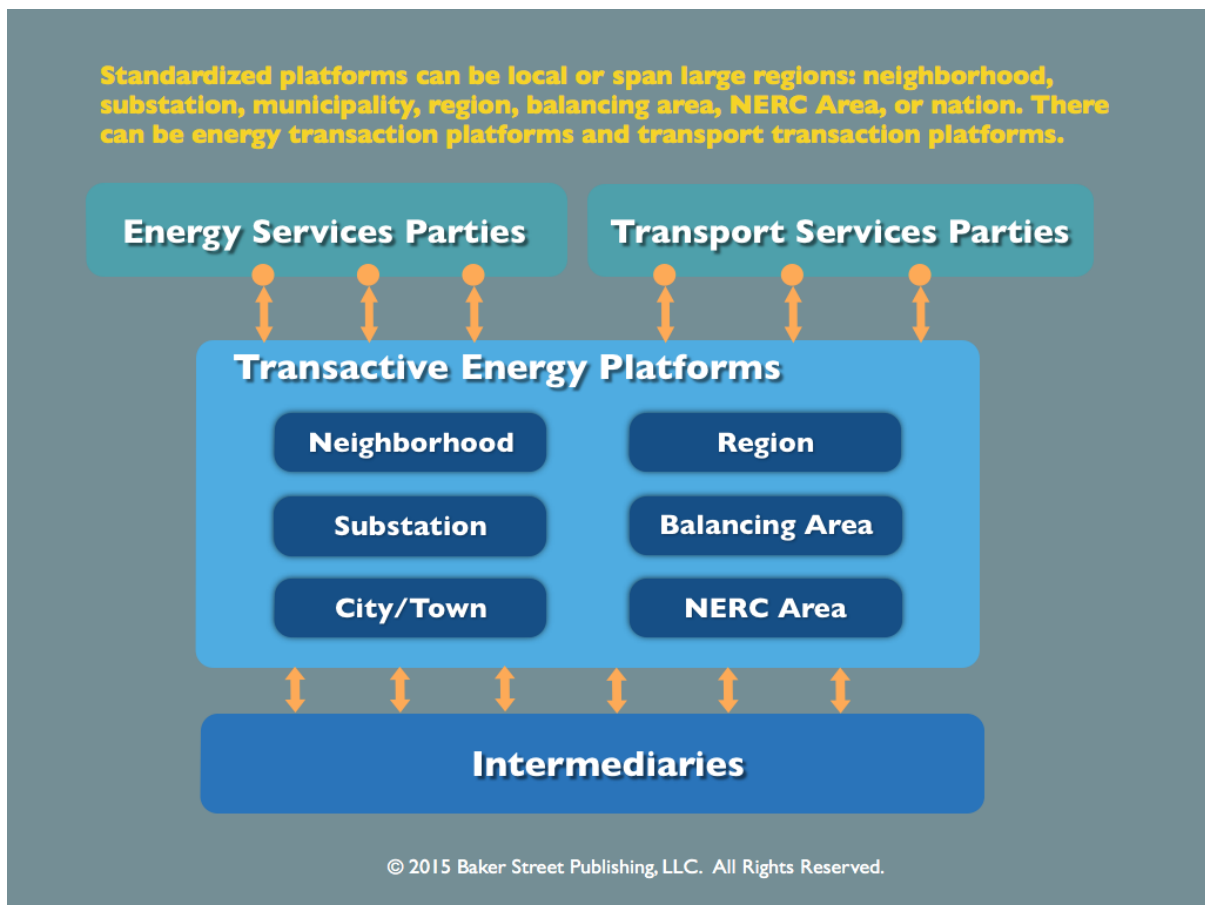 Standardized platforms can be local or span large regions: neighborhood,
substation, municipality, region, balancing area, NERC Area, or nation. There
can be energy transaction platforms and transport transaction platforms.
Energy Services Parties
Transport Services Parties
Transactive Energy Platforms
Neighborhood
Region
Substation
Balancing Area
City/Town
NERC Area
Intermediaries
© 2015 Baker Street Publishing, LLC.  All Rights Reserved.